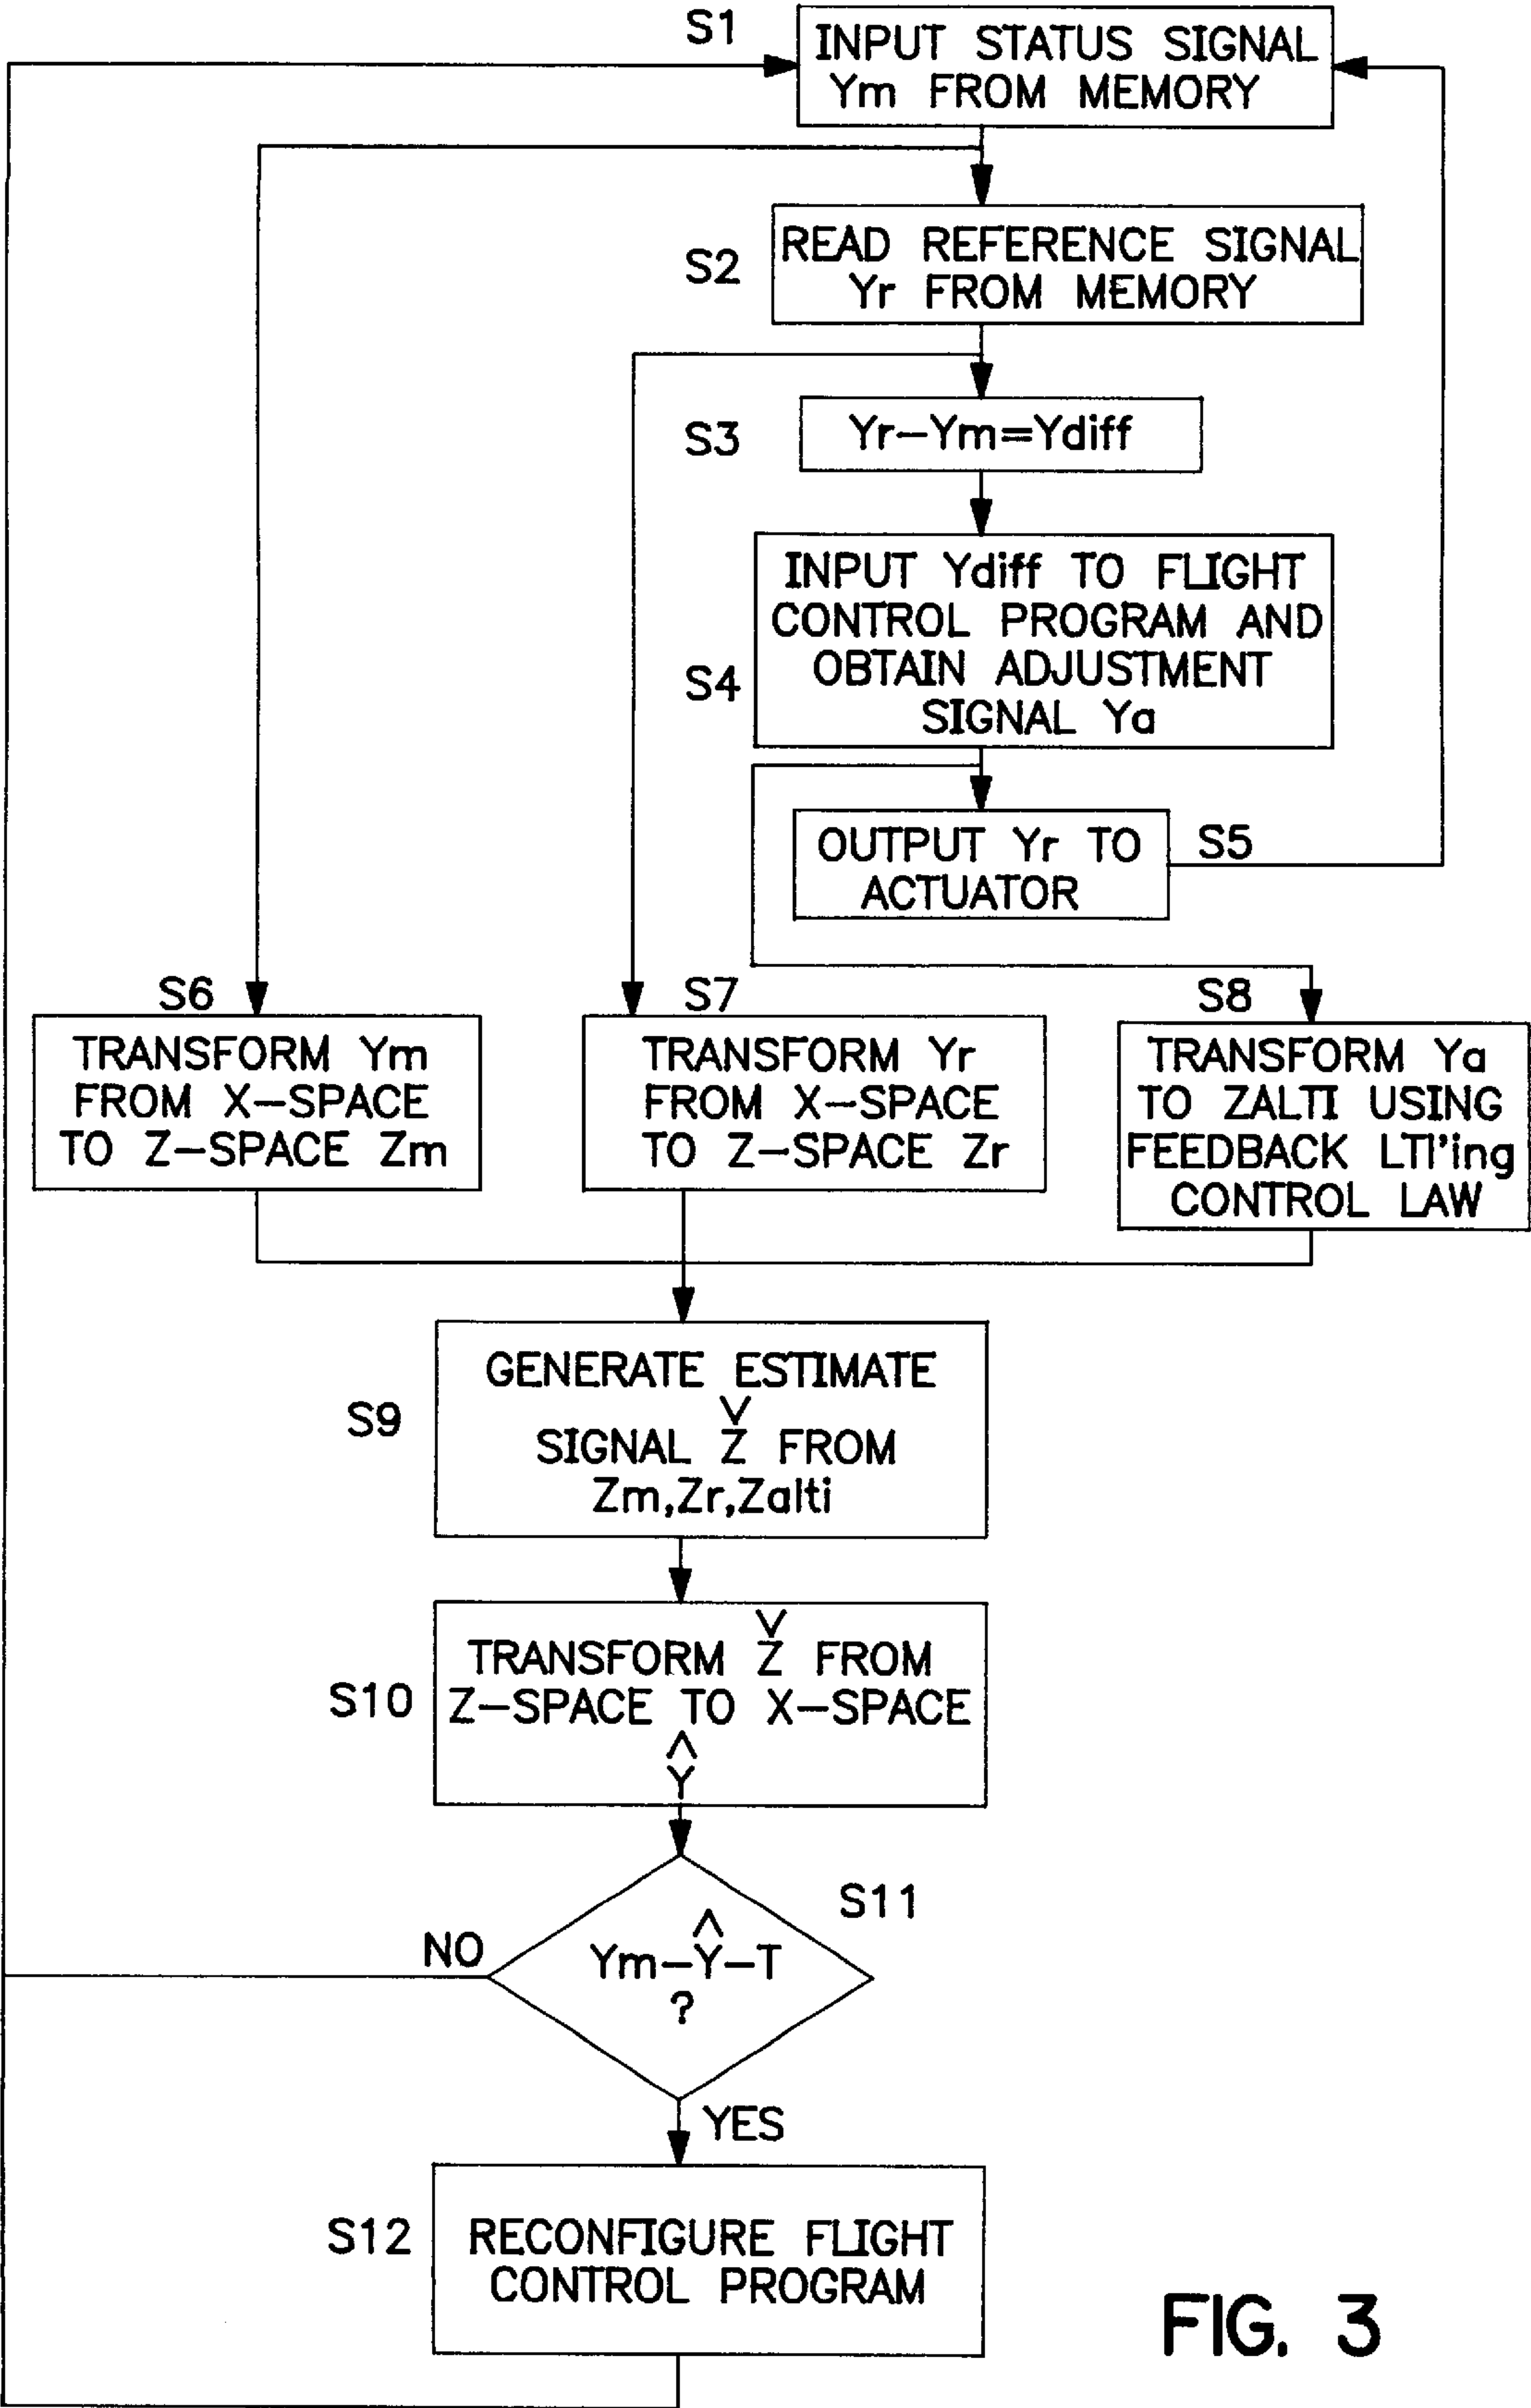 S1
INPUT STATUS SIGNAL
Ym FROM MEMORY
S2
READ REFERENCE SIGNAL
Yr FROM MEMORY
S3
Yr-Ym=Ydiff
S4
INPUT Ydiff TO FLIGHT
CONTROL PROGRAM AND
OBTAIN ADJUSTMENT
SIGNAL Ya
OUTPUT Yr TO
ACTUATOR
S5
S6
TRANSFORM Ym
FROM X-SPACE
TO Z-SPACE Zm
S7
TRANSFORM Yr
FROM X-SPACE
TO Z-SPACE Zr
S8
TRANSFORM Ya
TO ZALTI USING
FEEDBACK LTI'ing
CONTROL LAW
S9
GENERATE ESTIMATE
SIGNAL Ž FROM
Zm,Zr,Zalti
S10
TRANSFORM Ž FROM
Z-SPACE TO X-SPACE
Ŷ
S11
Ym-Ŷ-T
?
NO
YES
S12
RECONFIGURE FLIGHT
CONTROL PROGRAM
FIG. 3